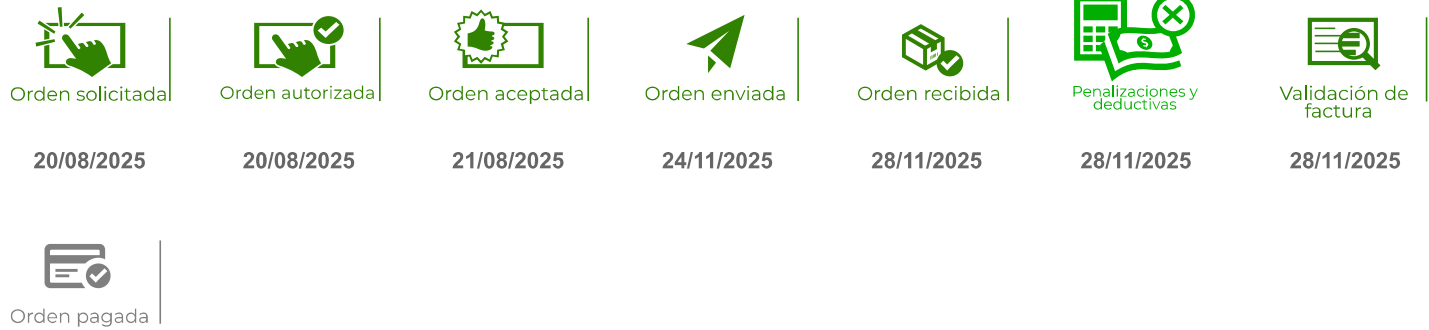 Orden solicitada
Orden autorizada
Orden aceptada
Orden enviada
Orden recibida
Penalizaciones y
deductivas
Validación de
factura
20/08/2025
20/08/2025
21/08/2025
24/11/2025
28/11/2025
28/11/2025
28/11/2025
Orden pagada